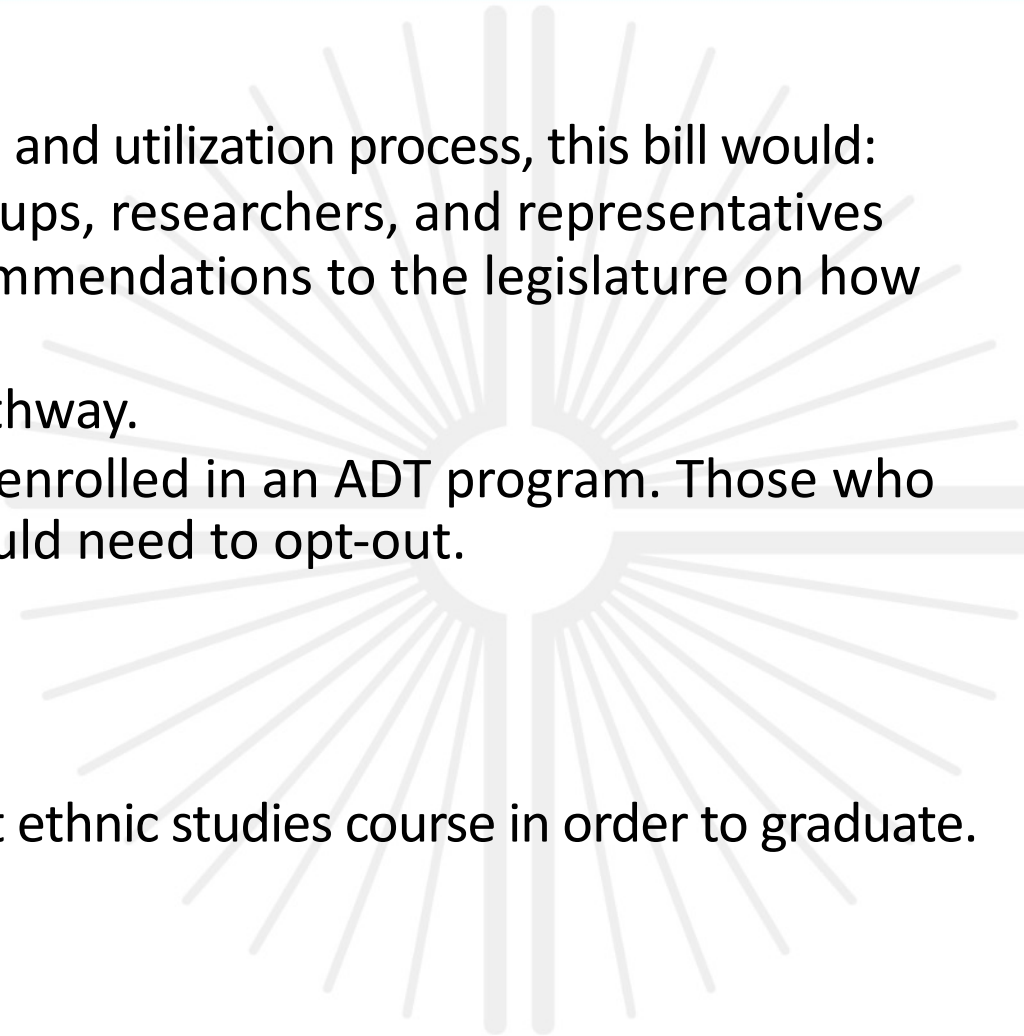 and utilization process, this bill would:
ups, researchers, and representatives
mmendations to the legislature on how
thway.
enrolled in an ADT program. Those who
uld need to opt-out.
t ethnic studies course in order to graduate.